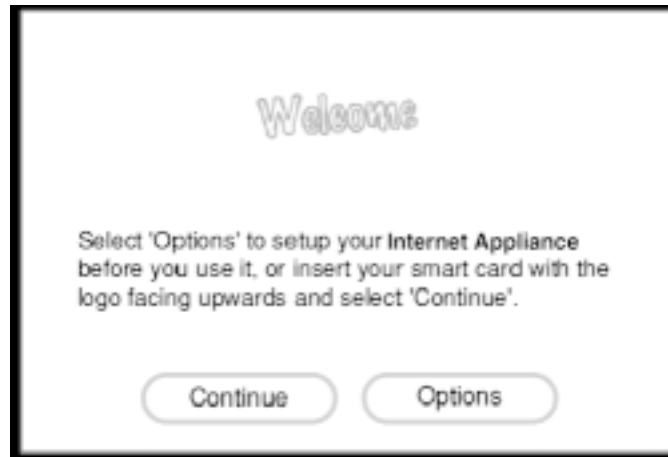 Welcome
Select 'Options' to setup your Internet Appliance
before you use it, or insert your smart card with the
logo facing upwards and select 'Continue'.
Continue
Options